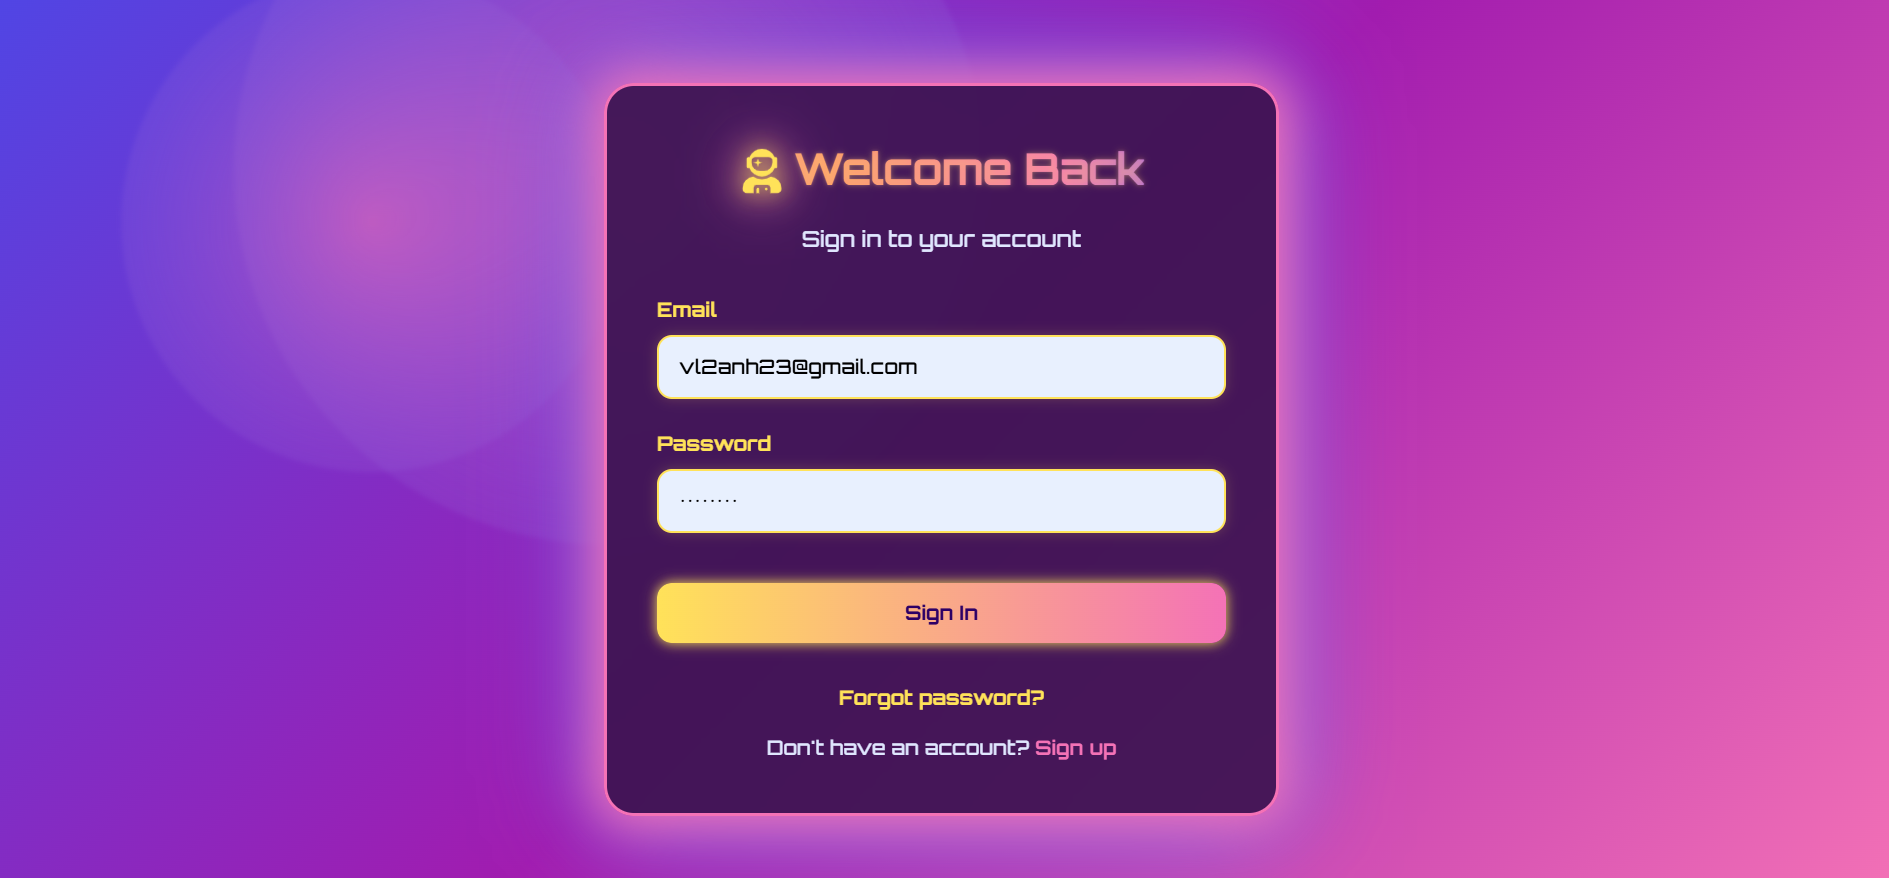 Welcome Back
Sign in to your account
Email
vl2anh23@gmail.com
Password
........
Sign In
Forgot password?
Don't have an account? Sign up